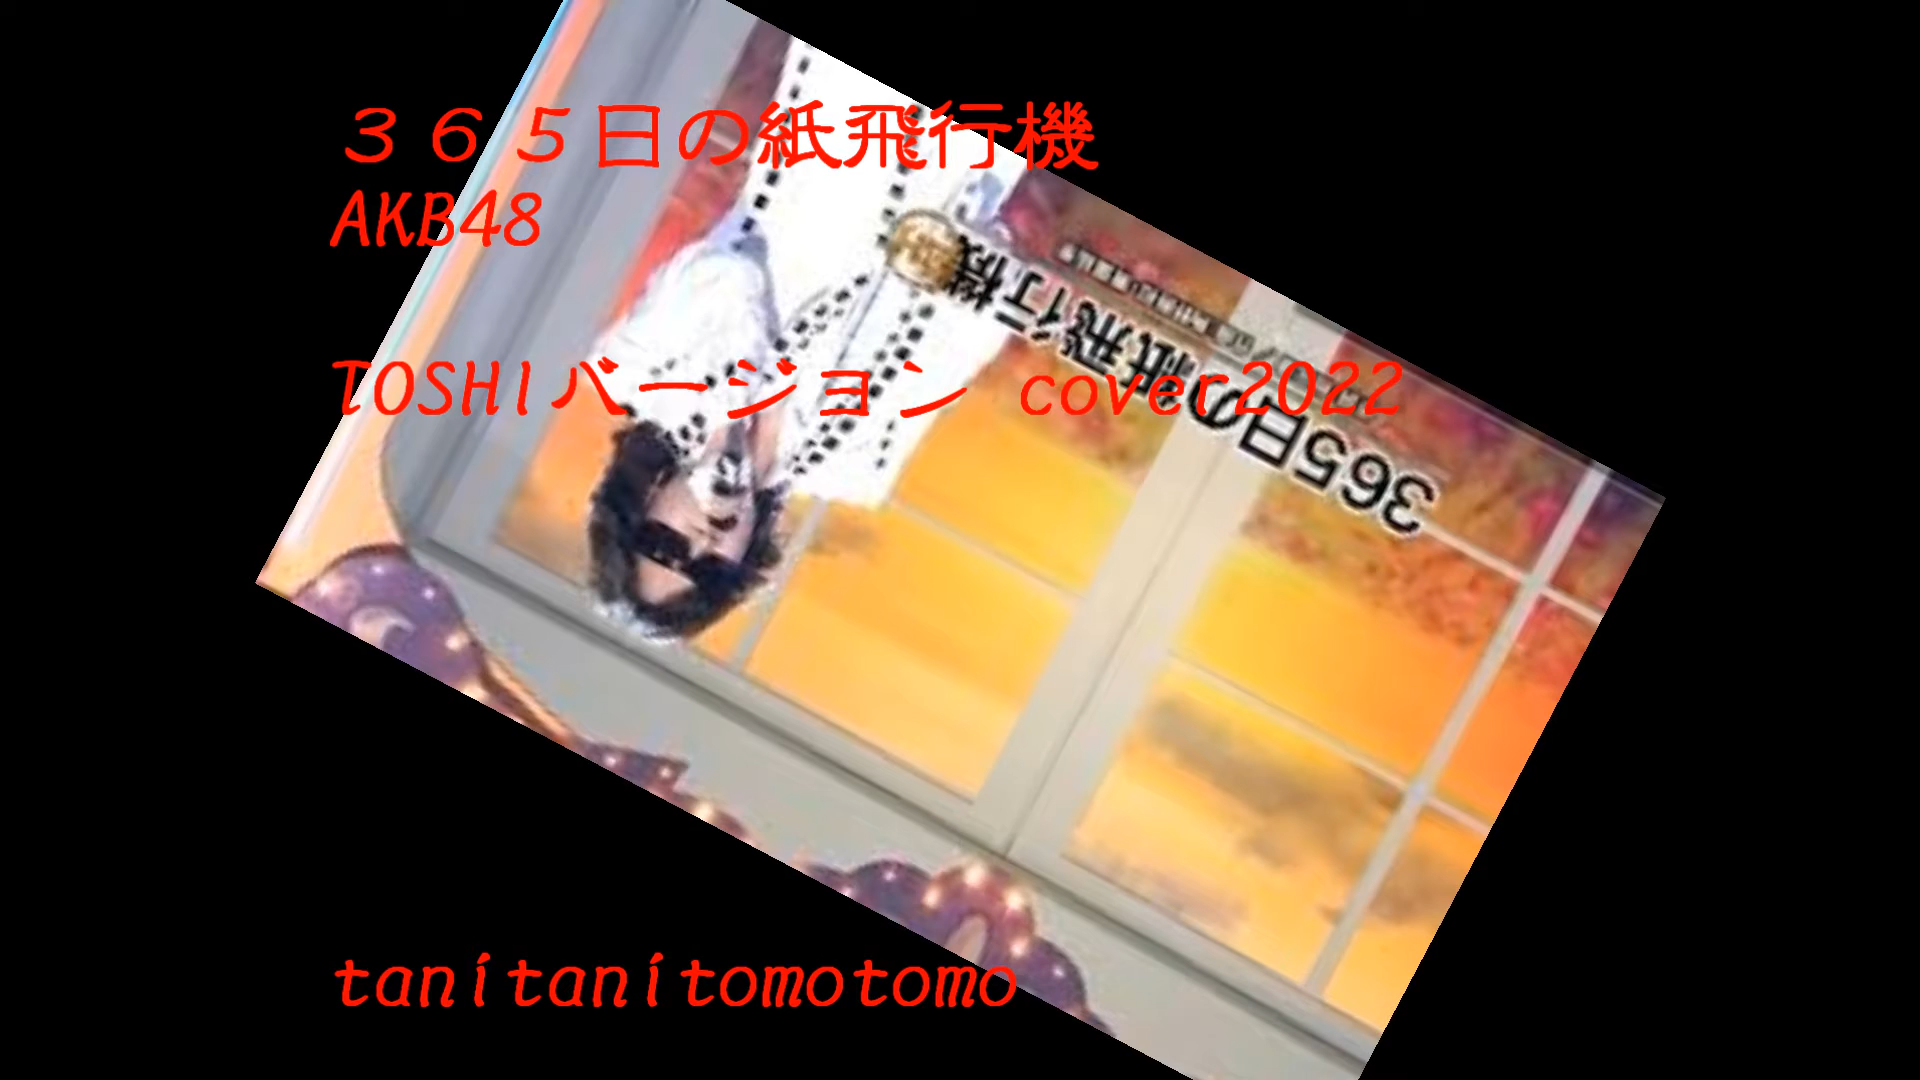 ３６５日の紙飛行機
AKB48
TOSHIバージョン cover2022
365日の紙飛行機
tanitanitomotomo